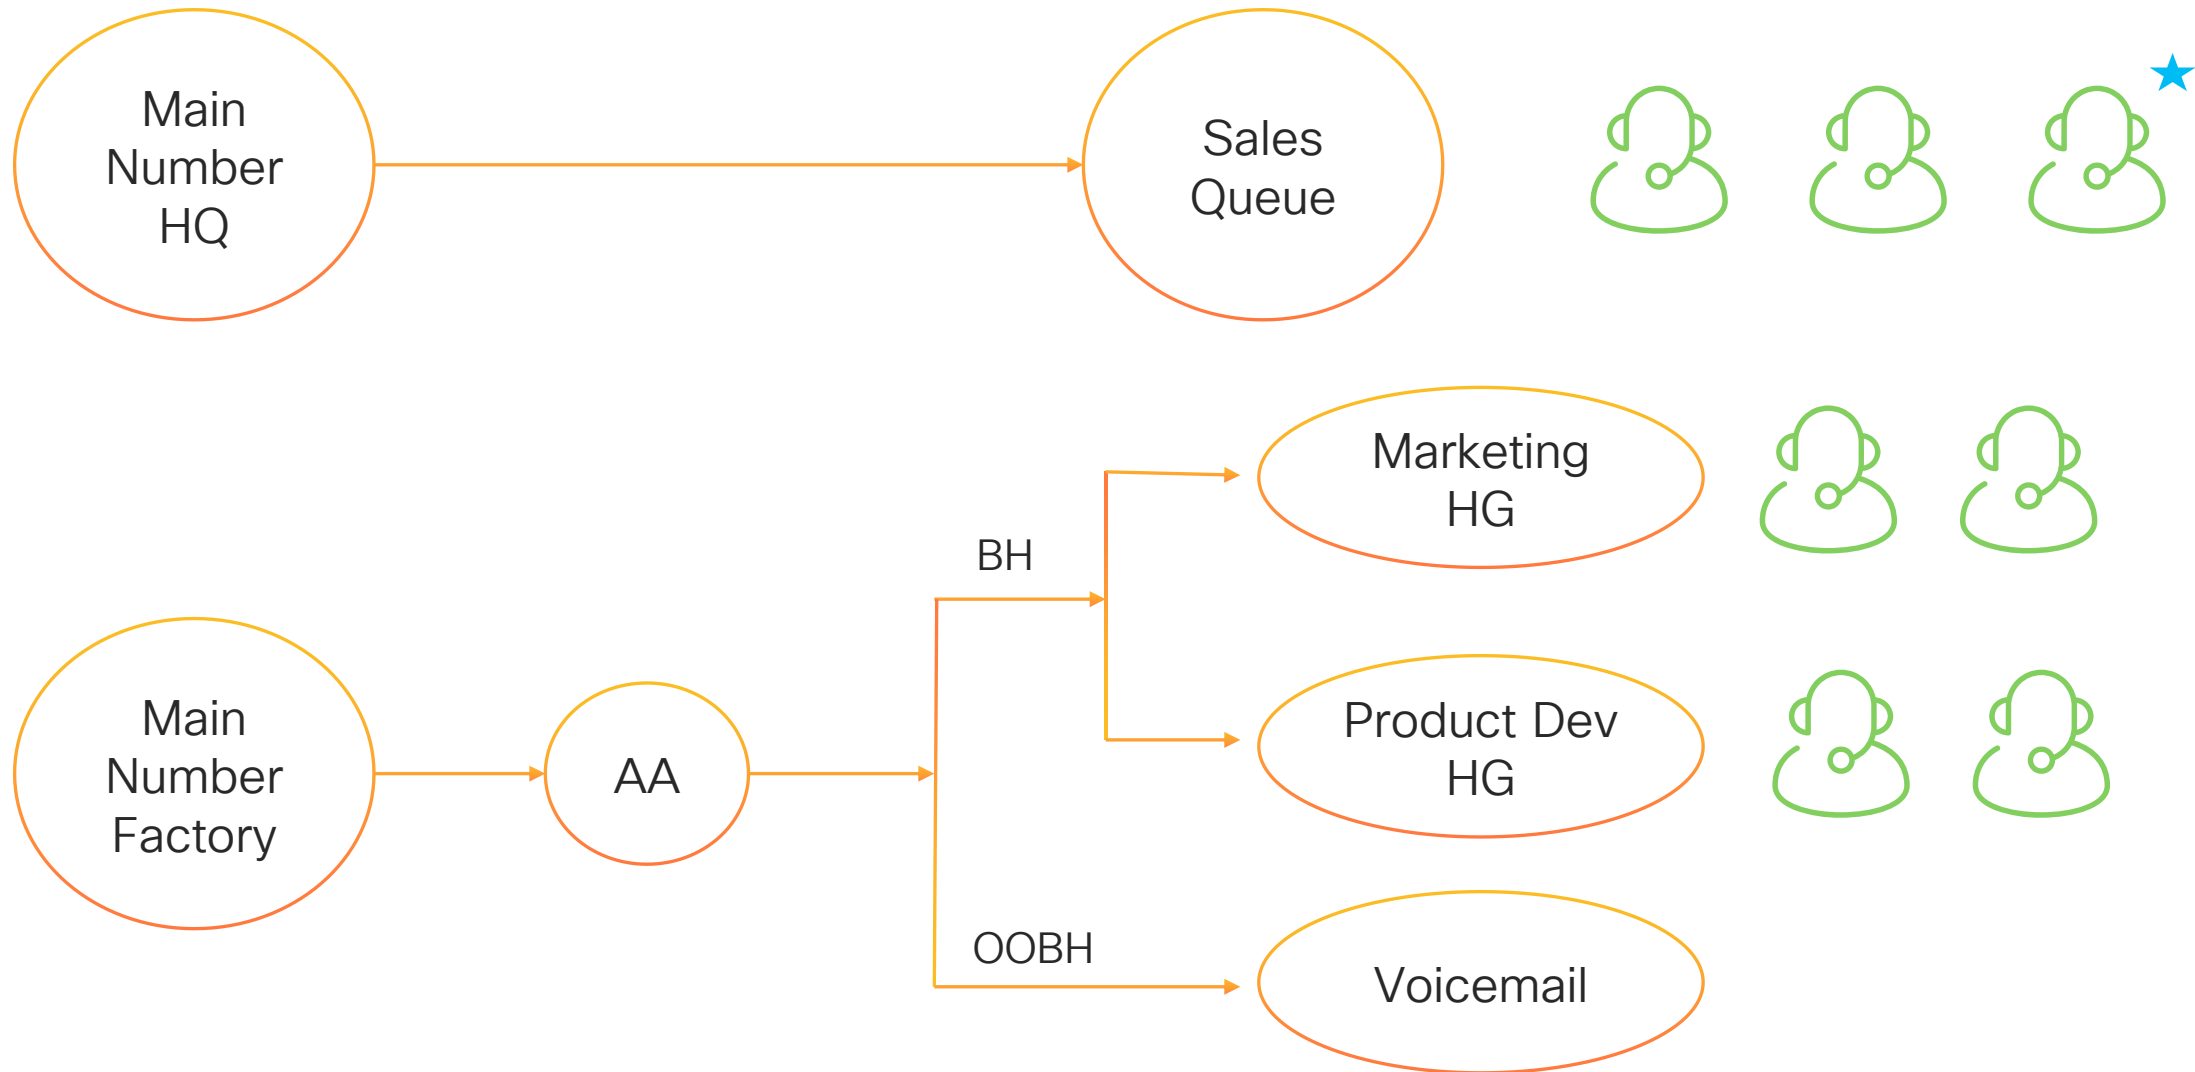 Main
Number
HQ
Sales
Queue
Marketing
HG
BH
Product Dev
HG
Main
Number
Factory
AA
OOBH
Voicemail